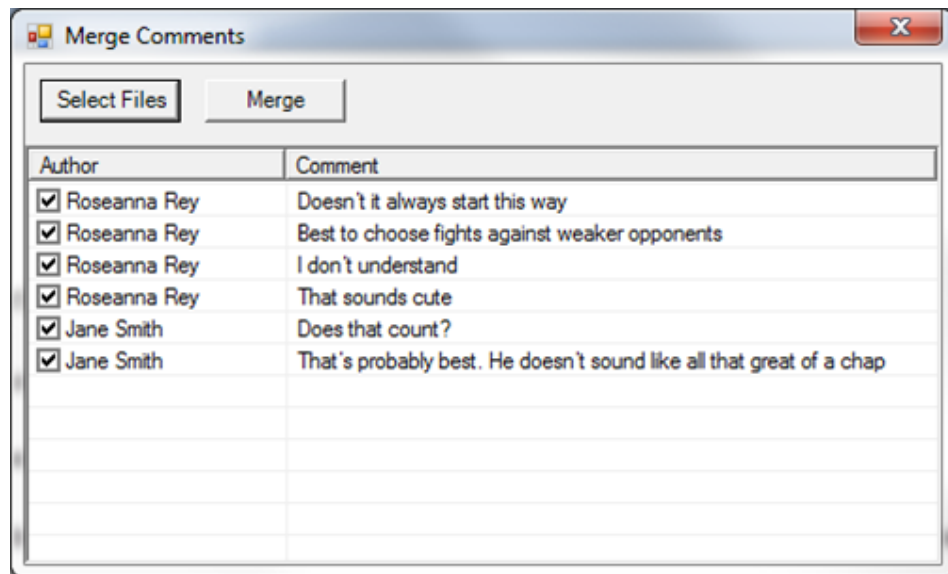 Merge Comments
Select Files Merge
Author Comment
Roseanna Rey Doesn't it always start this way
Roseanna Rey Best to choose fights against weaker opponents
Roseanna Rey I don't understand
Roseanna Rey That sounds cute
Jane Smith Does that count?
Jane Smith That's probably best. He doesn't sound like all that great of a chap